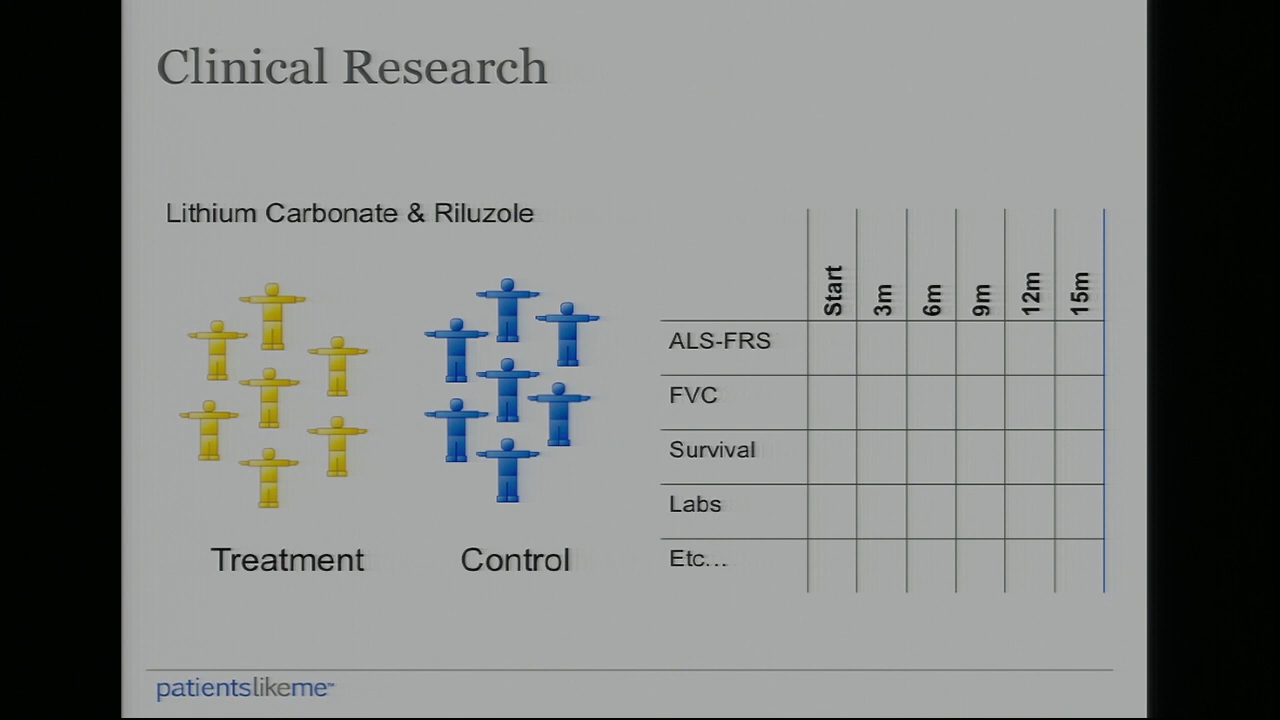 Clinical Research
Lithium Carbonate & Riluzole
Treatment
Control
Start 3m 6m 9m 12m 15m
ALS-FRS
FVC
Survival
Labs
Etc...
patientslikeme™